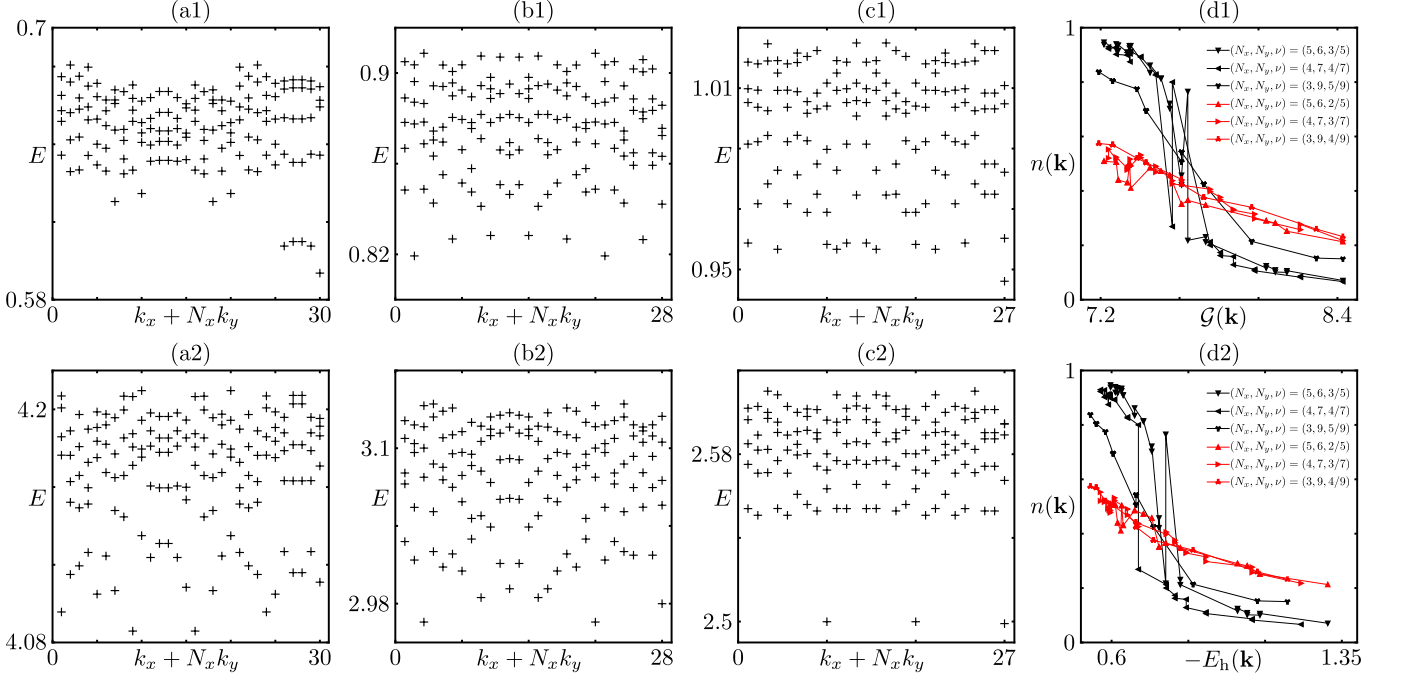 (a1)
0.7
E
0.58
0
k_x + N_x k_y
30
(b1)
0.9
E
0.82
0
k_x + N_x k_y
28
(c1)
1.01
E
0.95
0
k_x + N_x k_y
27
(d1)
1
n(k)
0
7.2
G(k)
8.4
(N_x, N_y, ν) = (5, 6, 3/5)
(N_x, N_y, ν) = (4, 7, 4/7)
(N_x, N_y, ν) = (3, 9, 5/9)
(N_x, N_y, ν) = (5, 6, 2/5)
(N_x, N_y, ν) = (4, 7, 3/7)
(N_x, N_y, ν) = (3, 9, 4/9)
(a2)
4.2
E
4.08
0
k_x + N_x k_y
30
(b2)
3.1
E
2.98
0
k_x + N_x k_y
28
(c2)
2.58
E
2.5
0
k_x + N_x k_y
27
(d2)
1
n(k)
0
0.6
−E_h(k)
1.35
(N_x, N_y, ν) = (5, 6, 3/5)
(N_x, N_y, ν) = (4, 7, 4/7)
(N_x, N_y, ν) = (3, 9, 5/9)
(N_x, N_y, ν) = (5, 6, 2/5)
(N_x, N_y, ν) = (4, 7, 3/7)
(N_x, N_y, ν) = (3, 9, 4/9)